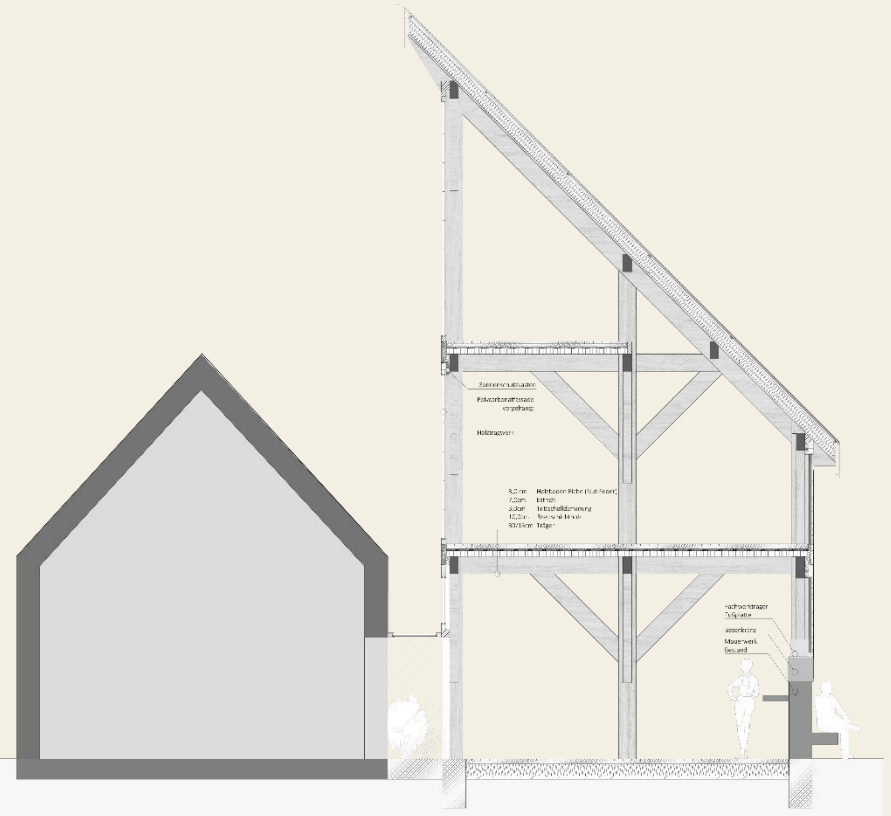 Sonnenschutzkasten
Polycarbonatfassade
vorgehängt
Holztragwerk
3,0 cm Holzboden Eiche (Nut-Feder)
7,0cm Estrich
3,0cm Trittschalldämmung
10,0cm Brettschichtholz
30/15cm Träger
Fachwerkträger
Fußplatte
Betonkranz
Mauerwerk
Bestand